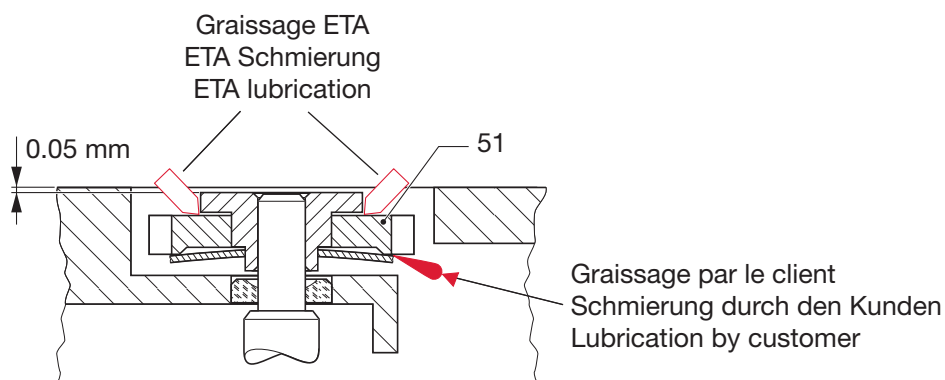 Graissage ETA
ETA Schmierung
ETA lubrication
0.05 mm
51
Graissage par le client
Schmierung durch den Kunden
Lubrication by customer